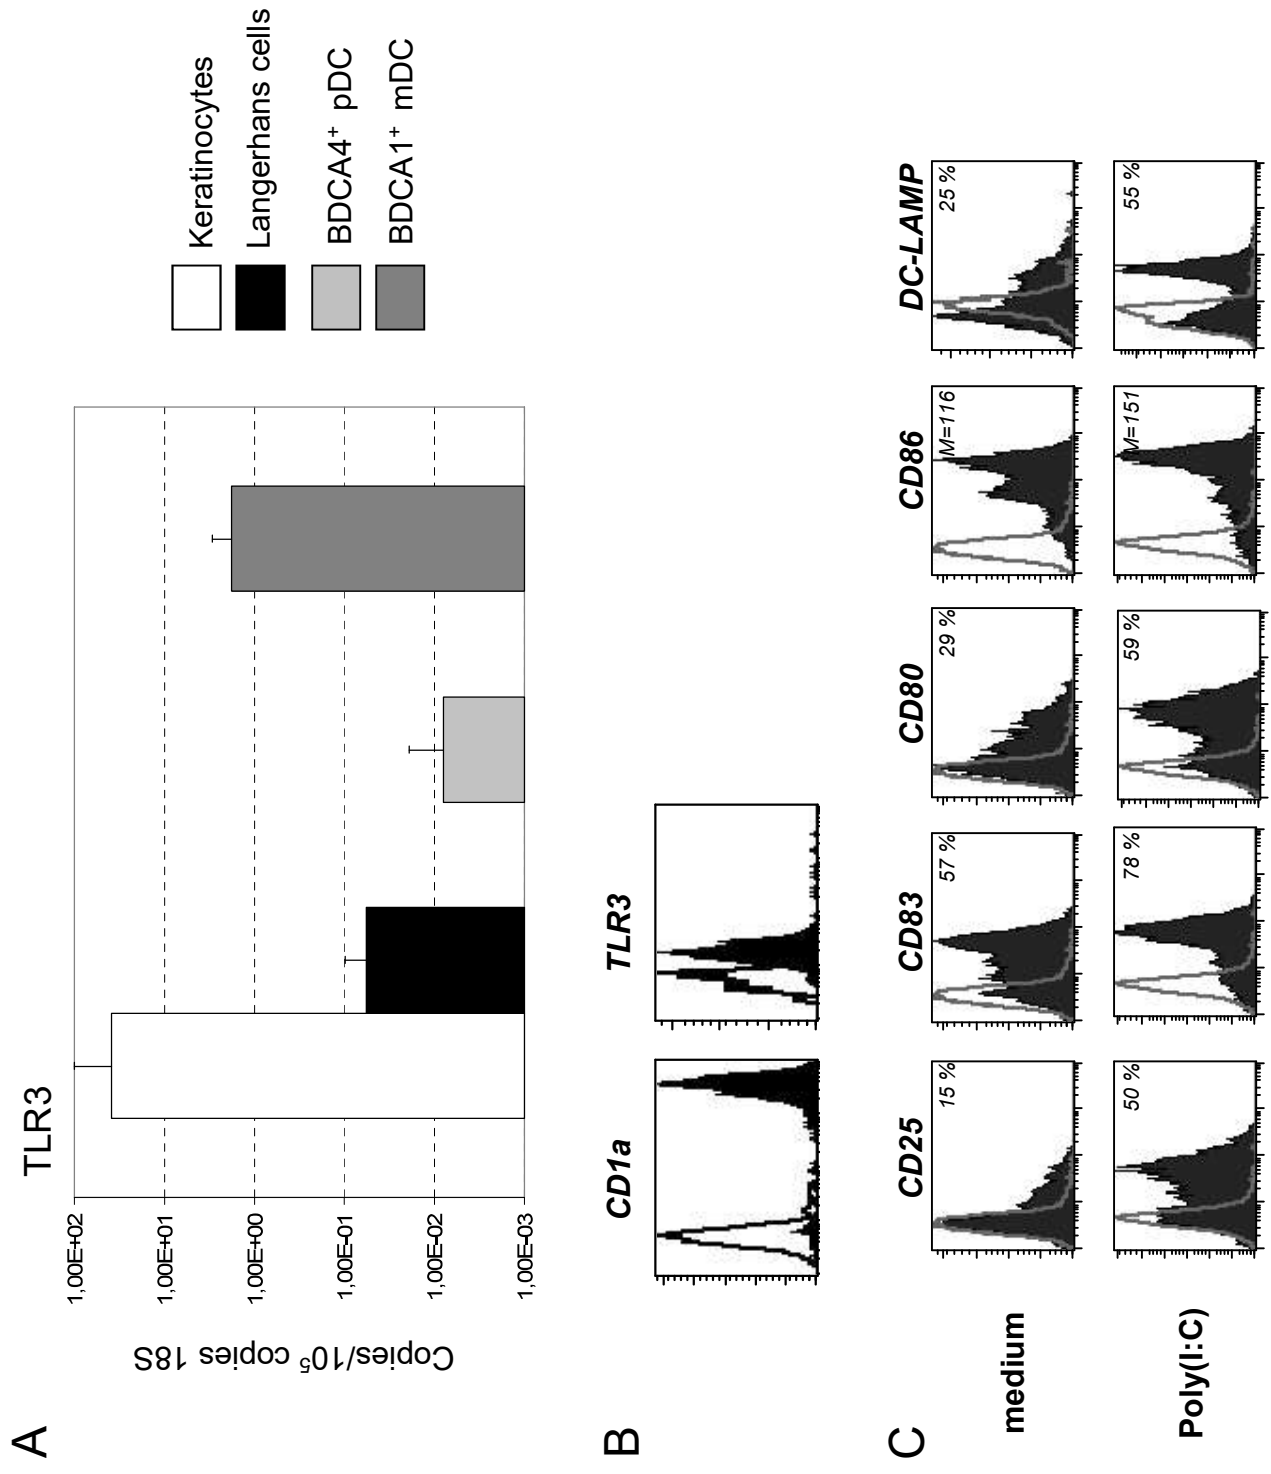 A
TLR3
Copies/10⁵ copies 18S
1,00E+02
1,00E+01
1,00E+00
1,00E-01
1,00E-02
1,00E-03
Keratinocytes
Langerhans cells
BDCA4⁺ pDC
BDCA1⁺ mDC
B
CD1a
TLR3
C
CD25
CD83
CD80
CD86
DC-LAMP
medium
15 %
57 %
29 %
M=116
25 %
Poly(I:C)
50 %
78 %
59 %
M=151
55 %